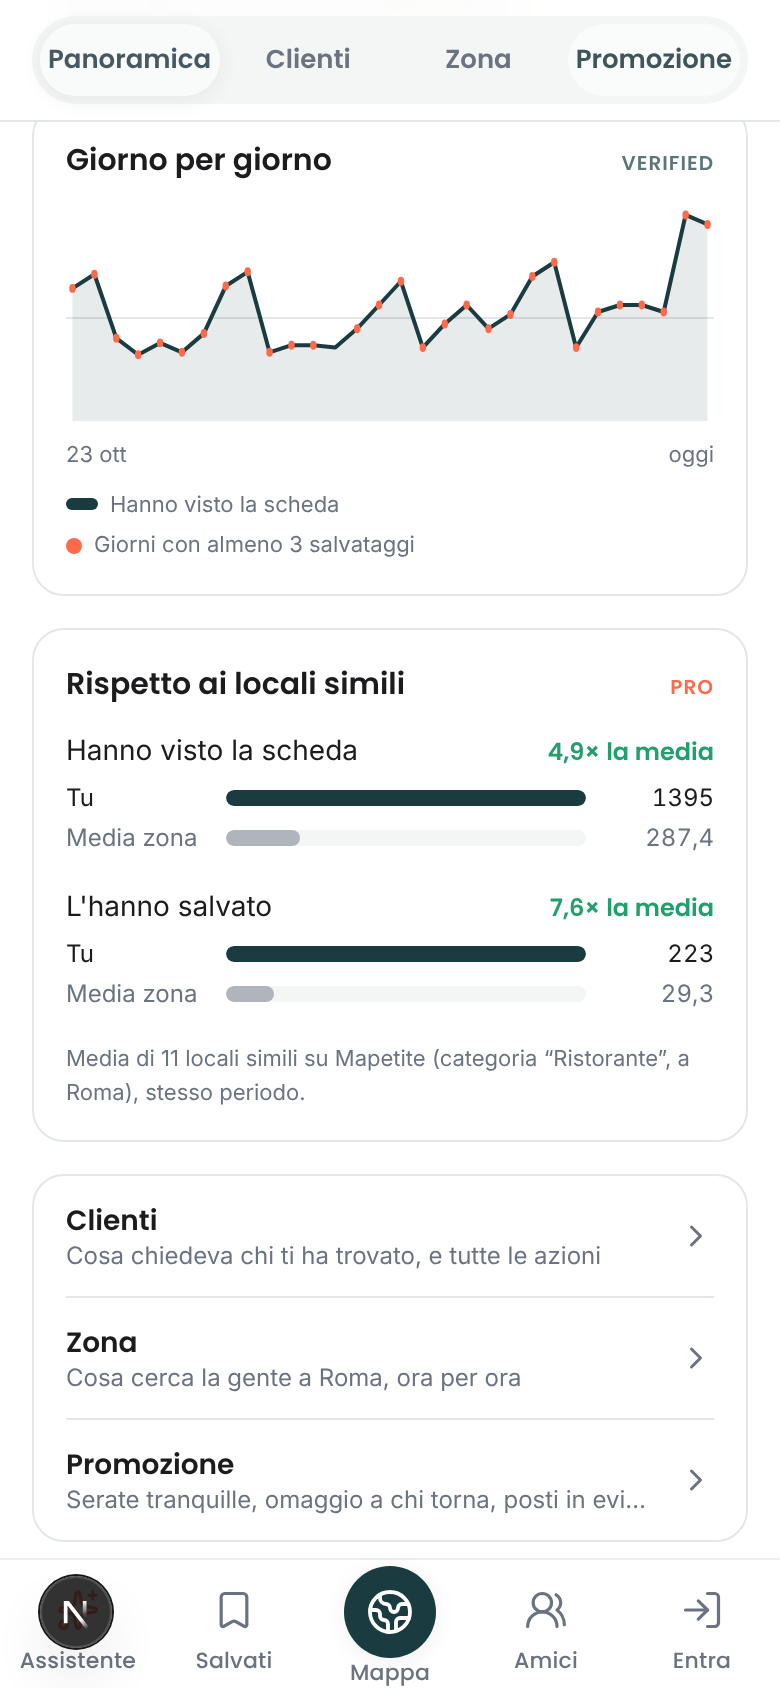 Panoramica Clienti Zona Promozione
Giorno per giorno VERIFIED
23 ott oggi
Hanno visto la scheda
Giorni con almeno 3 salvataggi
Rispetto ai locali simili PRO
Hanno visto la scheda 4,9× la media
Tu 1395
Media zona 287,4
L'hanno salvato 7,6× la media
Tu 223
Media zona 29,3
Media di 11 locali simili su Mapetite (categoria “Ristorante”, a
Roma), stesso periodo.
Clienti
Cosa chiedeva chi ti ha trovato, e tutte le azioni
Zona
Cosa cerca la gente a Roma, ora per ora
Promozione
Serate tranquille, omaggio a chi torna, posti in evi...
N
Assistente Salvati Mappa Amici Entra